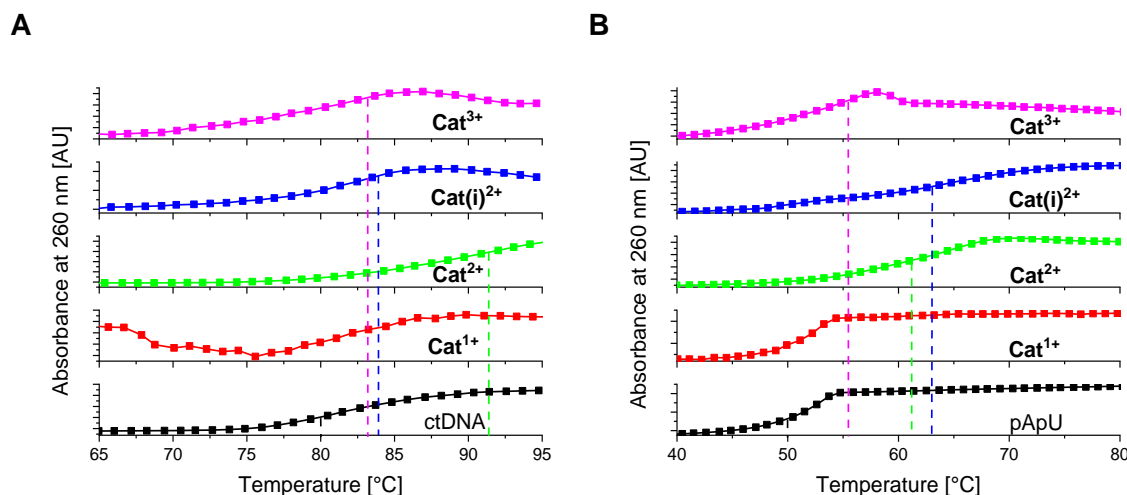 A
B
Absorbance at 260 nm [AU]
Cat³⁺
Cat(i)²⁺
Cat²⁺
Cat¹⁺
ctDNA
65 70 75 80 85 90 95
Temperature [°C]
Absorbance at 260 nm [AU]
Cat³⁺
Cat(i)²⁺
Cat²⁺
Cat¹⁺
pApU
40 50 60 70 80
Temperature [°C]